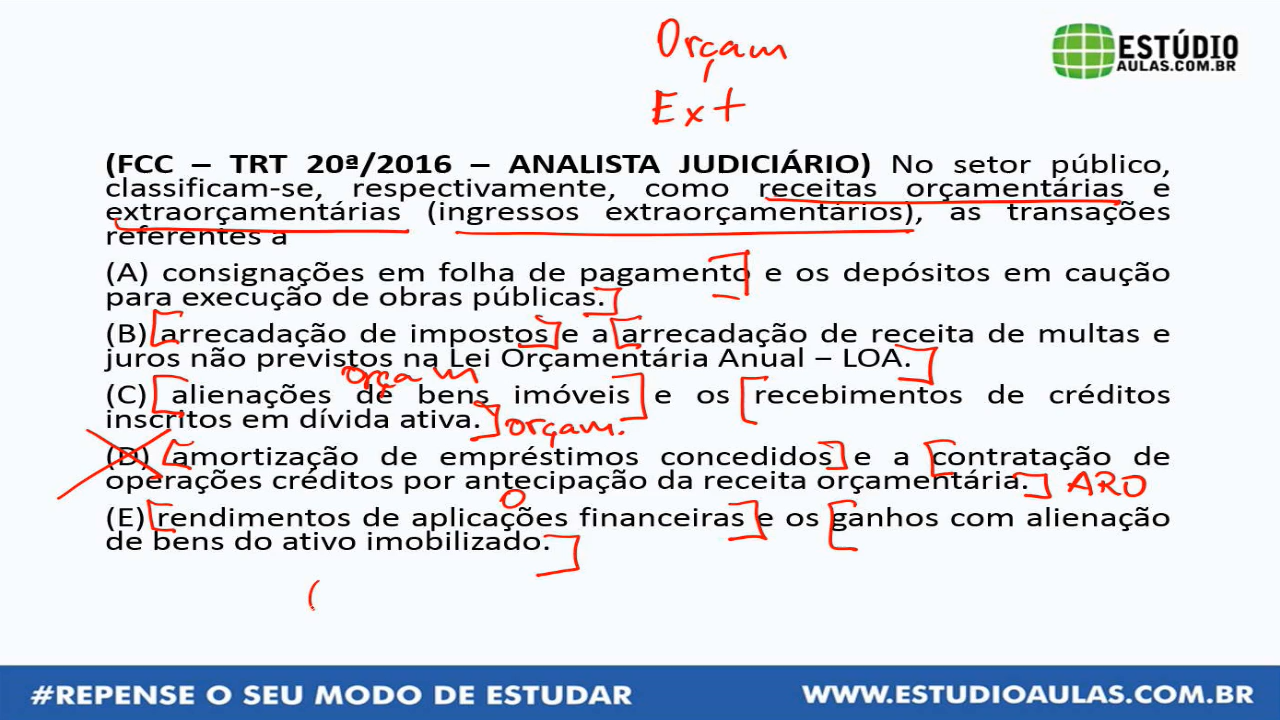 Orçam
Ext
ESTÚDIO
AULAS.COM.BR
(FCC – TRT 20ª/2016 – ANALISTA JUDICIÁRIO) No setor público,
classificam-se, respectivamente, como receitas orçamentárias e
extraorçamentárias (ingressos extraorçamentários), as transações
referentes a
(A) consignações em folha de pagamento e os depósitos em caução
para execução de obras públicas.
(B) arrecadação de impostos e a arrecadação de receita de multas e
juros não previstos na Lei Orçamentária Anual – LOA.
orçam
(C) alienações de bens imóveis e os recebimentos de créditos
inscritos em dívida ativa. orçam.
(D) amortização de empréstimos concedidos e a contratação de
operações créditos por antecipação da receita orçamentária. ARO
O
(E) rendimentos de aplicações financeiras e os ganhos com alienação
de bens do ativo imobilizado.
#REPENSE O SEU MODO DE ESTUDAR
WWW.ESTUDIOAULAS.COM.BR